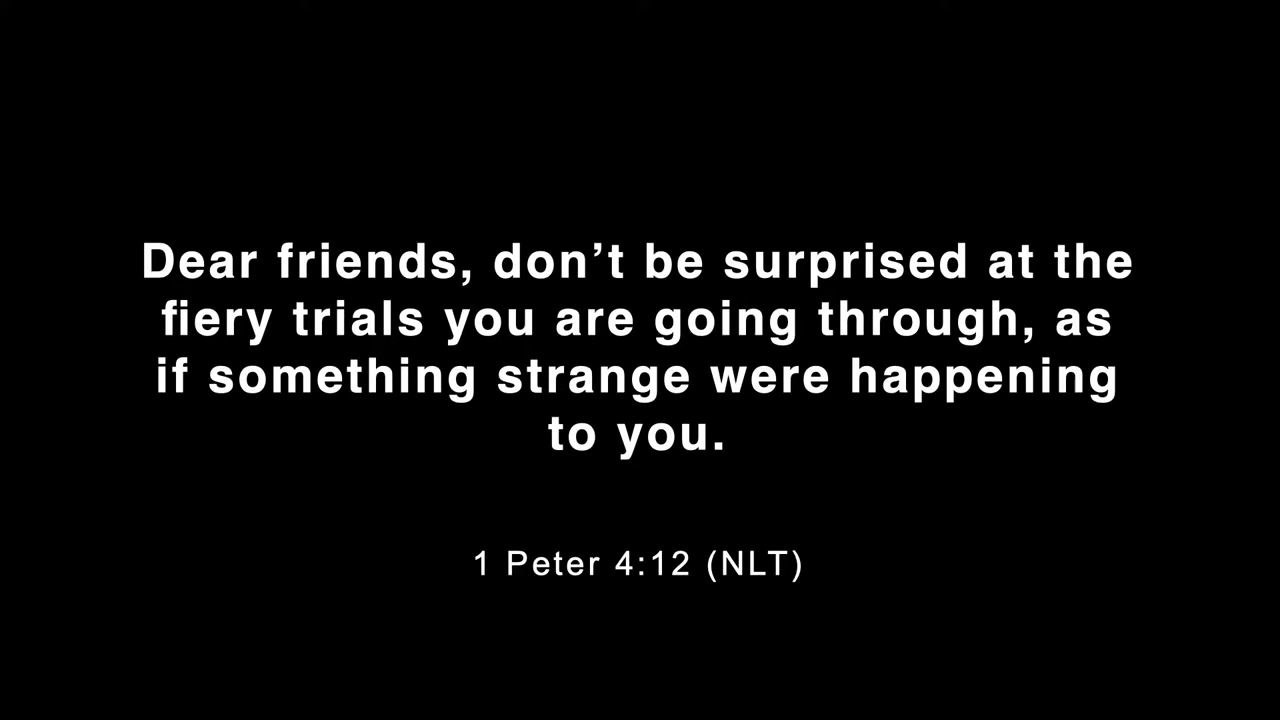 Dear friends, don’t be surprised at the
fiery trials you are going through, as
if something strange were happening
to you.
1 Peter 4:12 (NLT)